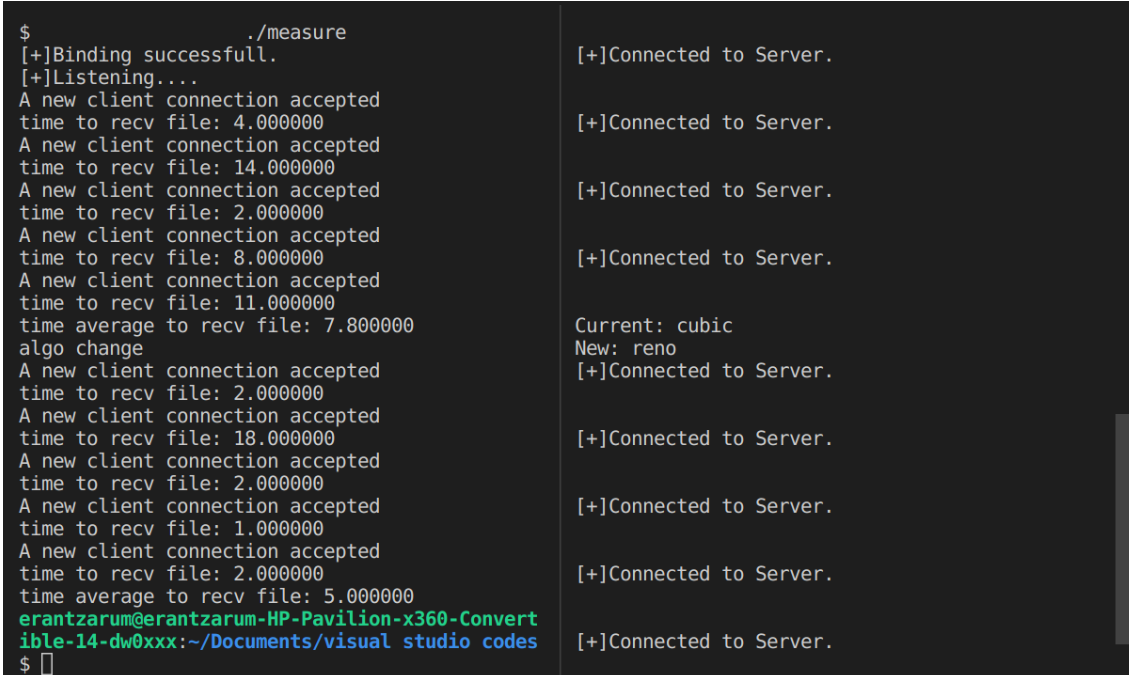 $ ./measure
[+]Binding successfull.
[+]Listening....
A new client connection accepted
time to recv file: 4.000000
A new client connection accepted
time to recv file: 14.000000
A new client connection accepted
time to recv file: 2.000000
A new client connection accepted
time to recv file: 8.000000
A new client connection accepted
time to recv file: 11.000000
time average to recv file: 7.800000
algo change
A new client connection accepted
time to recv file: 2.000000
A new client connection accepted
time to recv file: 18.000000
A new client connection accepted
time to recv file: 2.000000
A new client connection accepted
time to recv file: 1.000000
A new client connection accepted
time to recv file: 2.000000
time average to recv file: 5.000000
erantzarum@erantzarum-HP-Pavilion-x360-Convert
ible-14-dw0xxx:~/Documents/visual studio codes
$
[+]Connected to Server.
[+]Connected to Server.
[+]Connected to Server.
[+]Connected to Server.
Current: cubic
New: reno
[+]Connected to Server.
[+]Connected to Server.
[+]Connected to Server.
[+]Connected to Server.
[+]Connected to Server.